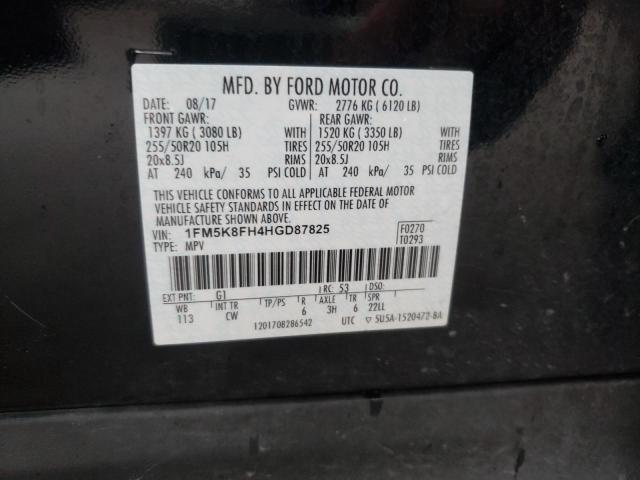 MFD. BY FORD MOTOR CO.
DATE: 08/17 GVWR: 2776 KG ( 6120 LB)
FRONT GAWR: REAR GAWR:
1397 KG ( 3080 LB) WITH 1520 KG ( 3350 LB) WITH
255/50R20 105H TIRES 255/50R20 105H TIRES
20x8.5J RIMS 20x8.5J RIMS
AT 240 kPa/ 35 PSI COLD AT 240 kPa/ 35 PSI COLD
THIS VEHICLE CONFORMS TO ALL APPLICABLE FEDERAL MOTOR
VEHICLE SAFETY STANDARDS IN EFFECT ON THE DATE OF
MANUFACTURE SHOWN ABOVE.
VIN: 1FM5K8FH4HGD87825 F0270
TYPE: MPV T0293
EXT PNT: G1 RC: 53 DSO:
WB INT TR TP/PS R AXLE TR SPR
113 CW 6 3H 6 22LL
1201708286542 UTC ▽ 5U5A-1520472-BA